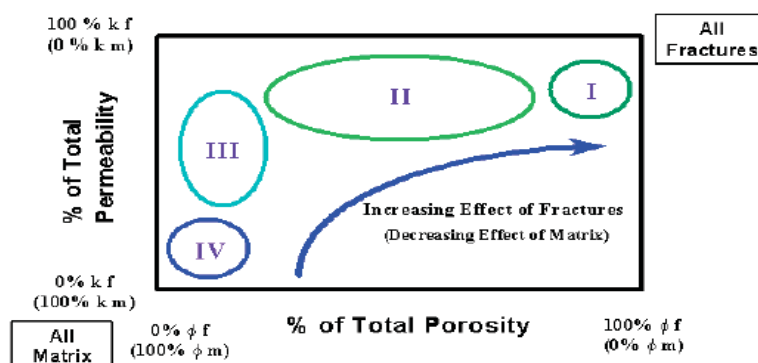 100 % k f
(0 % k m)
All
Fractures
I
II
III
% of Total
Permeability
Increasing Effect of Fractures
(Decreasing Effect of Matrix)
IV
0% k f
(100% k m)
All
Matrix
0% ϕ f
(100% ϕ m)
% of Total Porosity
100% ϕ f
(0% ϕ m)